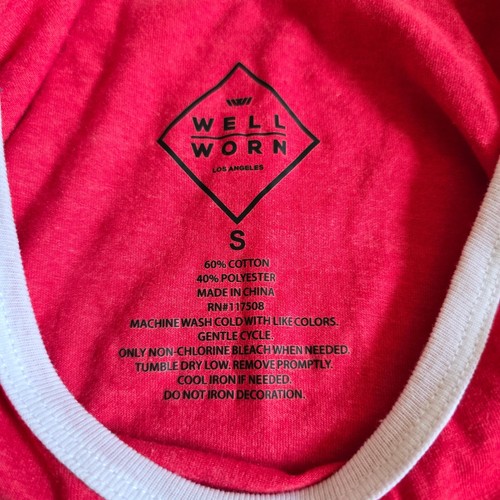 WELL
WORN
LOS ANGELES
S
60% COTTON
40% POLYESTER
MADE IN CHINA
RN#117508
MACHINE WASH COLD WITH LIKE COLORS.
GENTLE CYCLE.
ONLY NON-CHLORINE BLEACH WHEN NEEDED.
TUMBLE DRY LOW. REMOVE PROMPTLY.
COOL IRON IF NEEDED.
DO NOT IRON DECORATION.